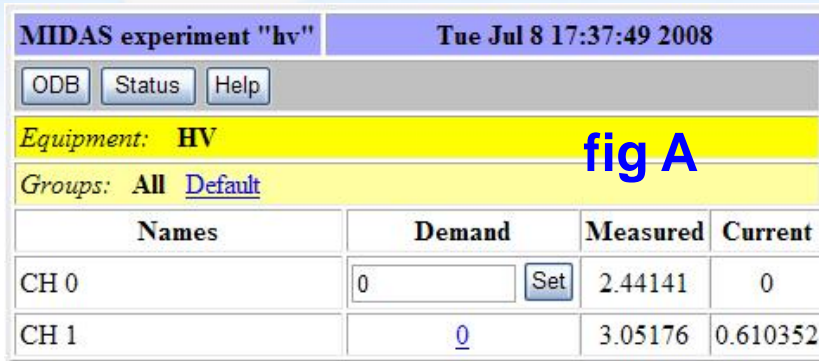 MIDAS experiment "hv" Tue Jul 8 17:37:49 2008
ODB Status Help
Equipment: HV
fig A
Groups: All Default
Names Demand Measured Current
CH 0 0 Set 2.44141 0
CH 1 0 3.05176 0.610352